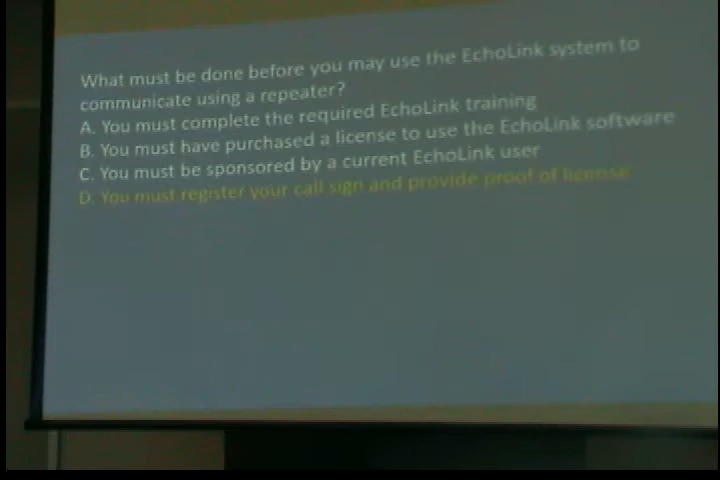 What must be done before you may use the EchoLink system to
communicate using a repeater?
A. You must complete the required EchoLink training
B. You must have purchased a license to use the EchoLink software
C. You must be sponsored by a current EchoLink user
D. You must register your call sign and provide proof of license